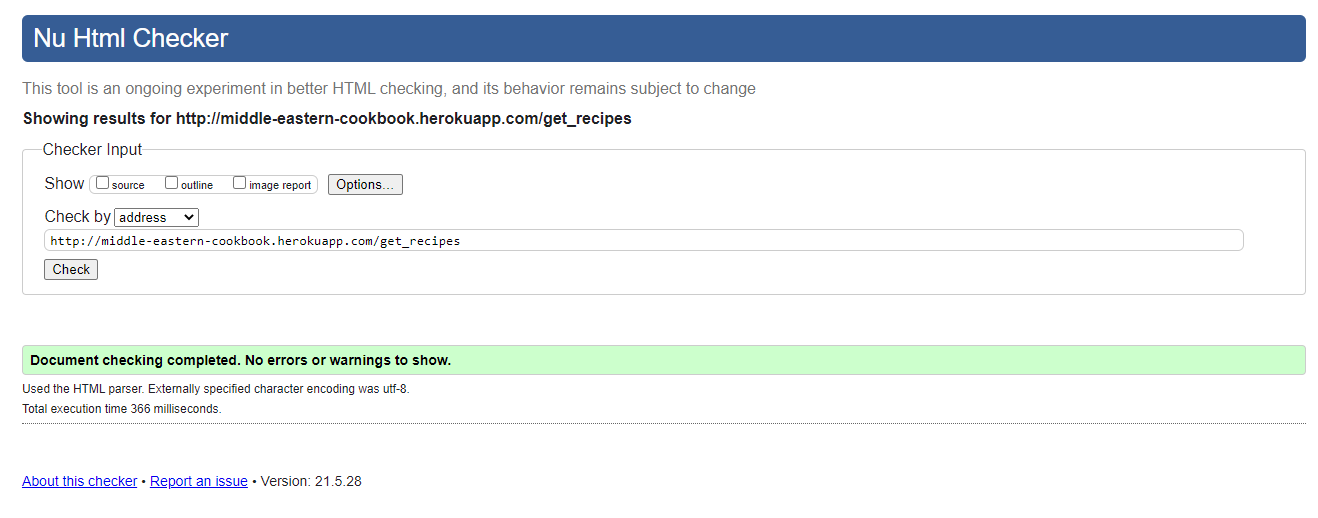 Nu Html Checker
This tool is an ongoing experiment in better HTML checking, and its behavior remains subject to change
Showing results for http://middle-eastern-cookbook.herokuapp.com/get_recipes
Checker Input
Show source outline image report Options...
Check by address
http://middle-eastern-cookbook.herokuapp.com/get_recipes
Check
Document checking completed. No errors or warnings to show.
Used the HTML parser. Externally specified character encoding was utf-8.
Total execution time 366 milliseconds.
About this checker • Report an issue • Version: 21.5.28